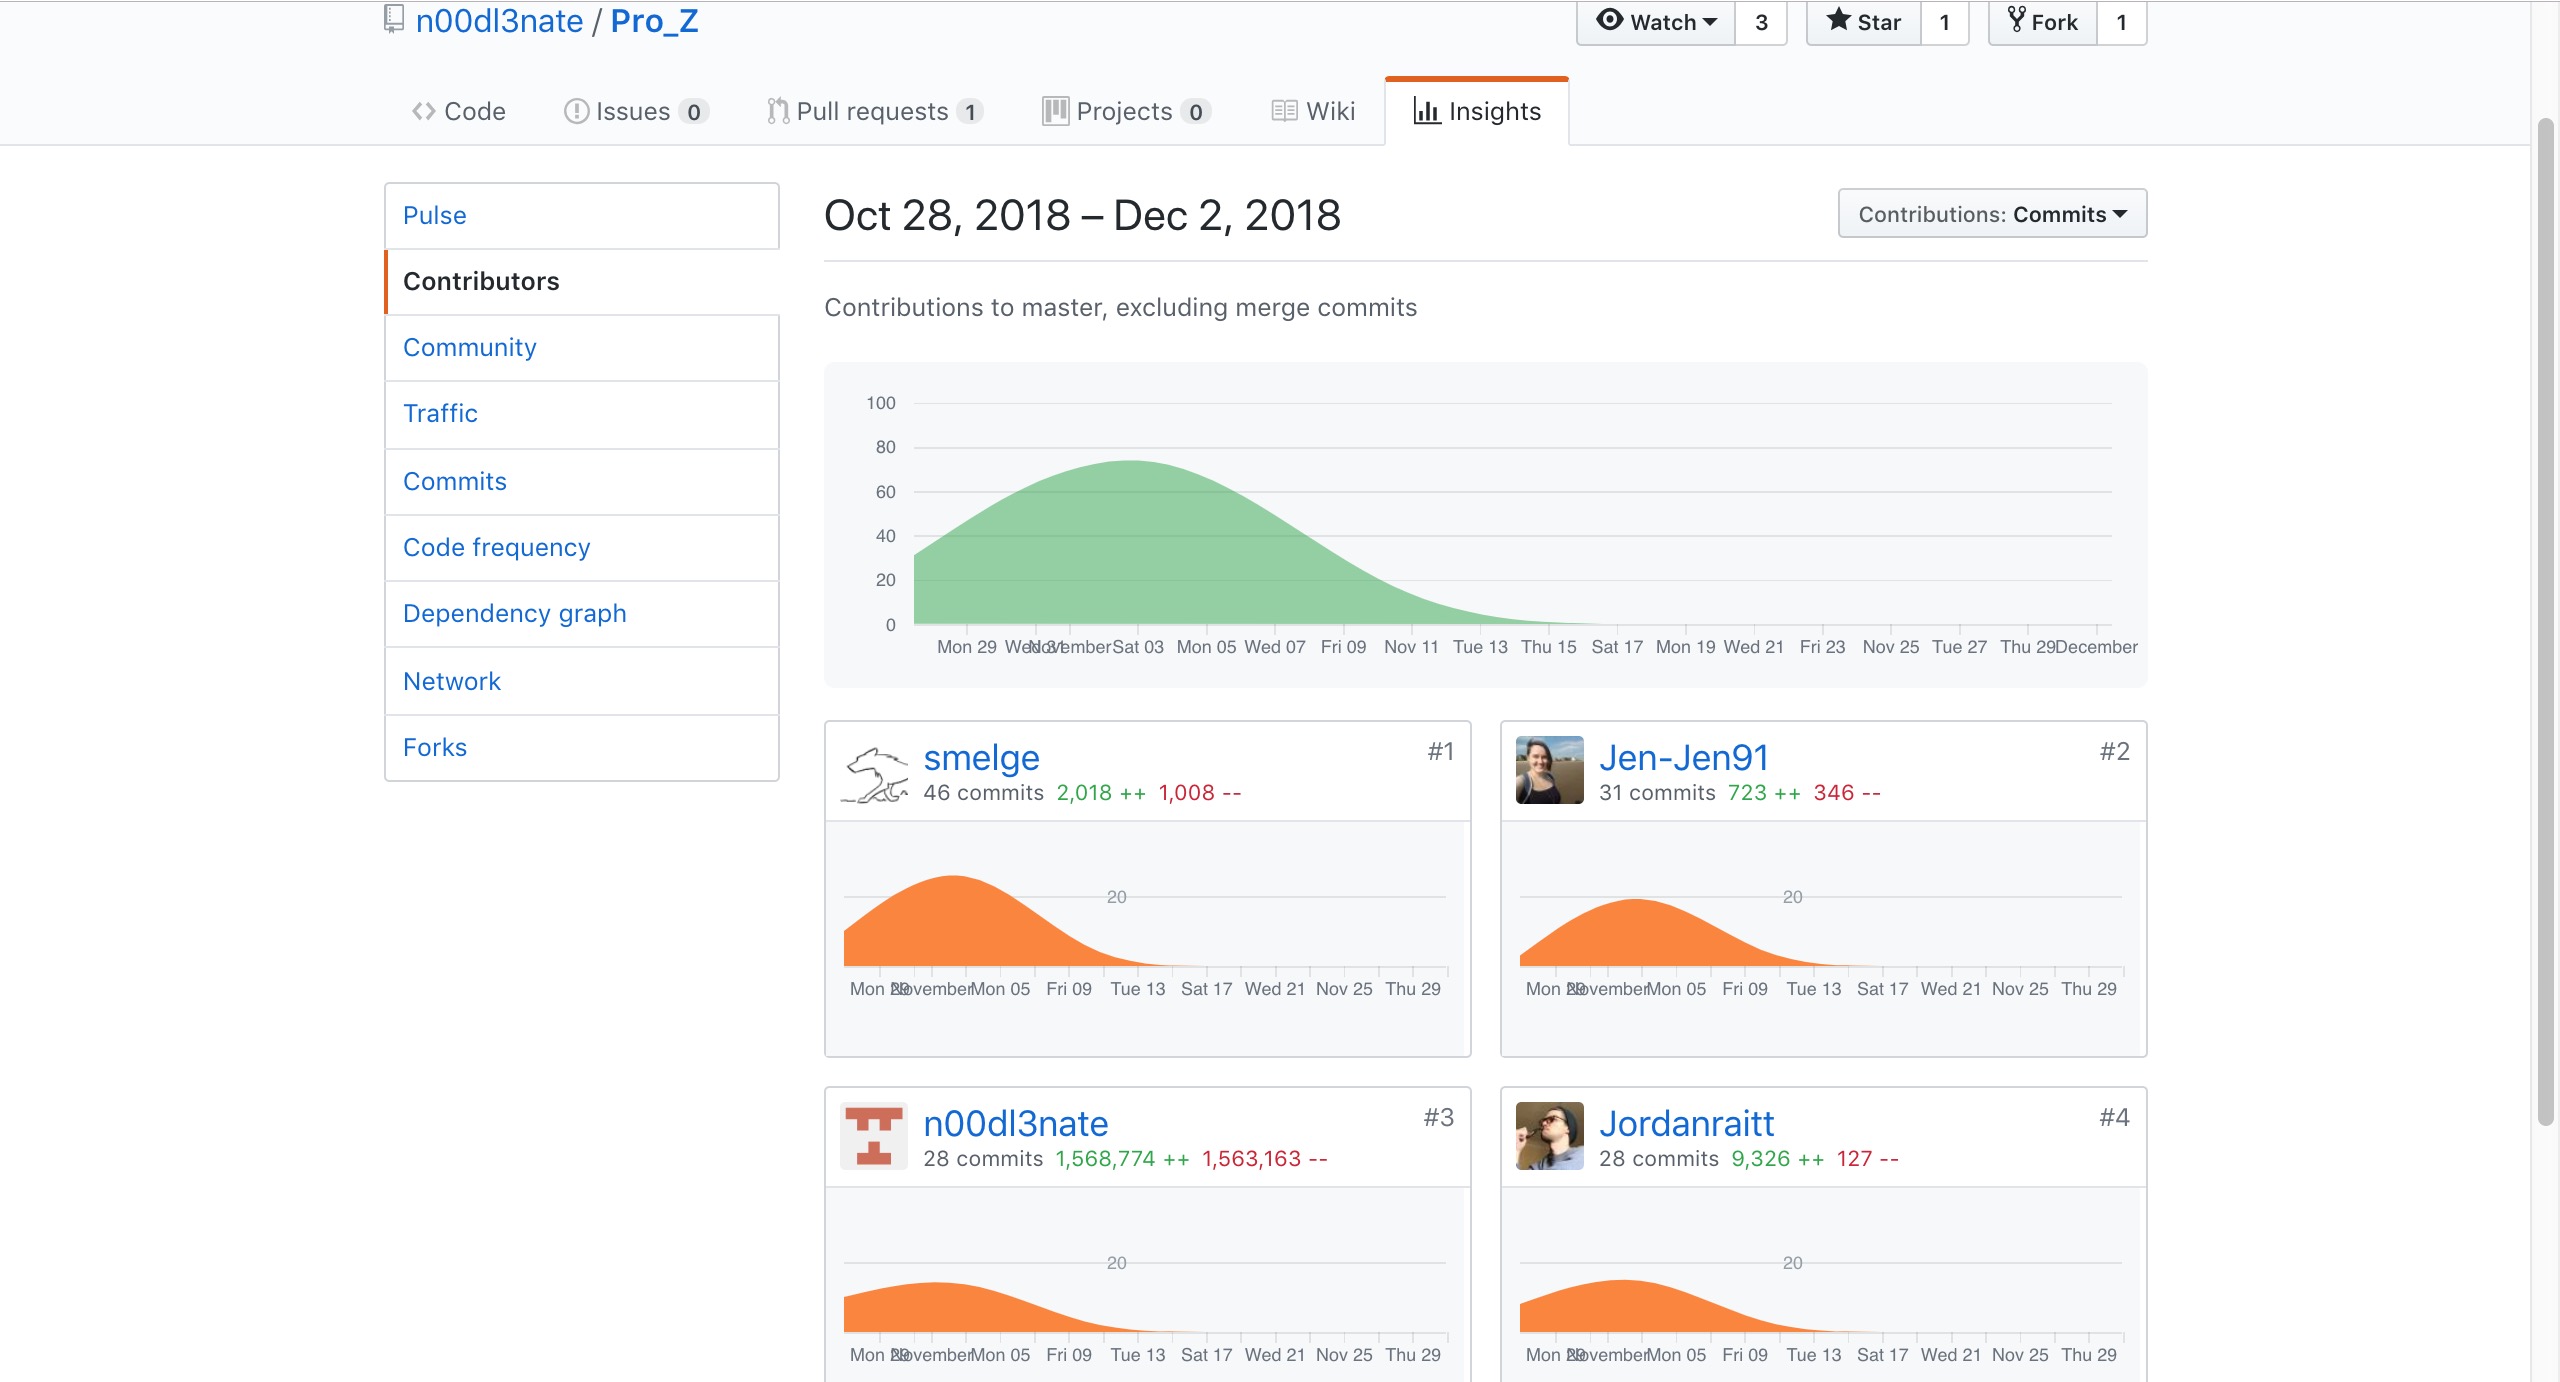 n00dl3nate / Pro_Z
Watch 3 Star 1 Fork 1
Code Issues 0 Pull requests 1 Projects 0 Wiki Insights
Pulse
Contributors
Community
Traffic
Commits
Code frequency
Dependency graph
Network
Forks
Oct 28, 2018 – Dec 2, 2018
Contributions: Commits
Contributions to master, excluding merge commits
100
80
60
40
20
0
Mon 29 Wed 31 November Sat 03 Mon 05 Wed 07 Fri 09 Nov 11 Tue 13 Thu 15 Sat 17 Mon 19 Wed 21 Fri 23 Nov 25 Tue 27 Thu 29 December
smelge #1
46 commits 2,018 ++ 1,008 --
20
Mon 29 November Mon 05 Fri 09 Tue 13 Sat 17 Wed 21 Nov 25 Thu 29
Jen-Jen91 #2
31 commits 723 ++ 346 --
20
Mon 29 November Mon 05 Fri 09 Tue 13 Sat 17 Wed 21 Nov 25 Thu 29
n00dl3nate #3
28 commits 1,568,774 ++ 1,563,163 --
20
Mon 29 November Mon 05 Fri 09 Tue 13 Sat 17 Wed 21 Nov 25 Thu 29
Jordanraitt #4
28 commits 9,326 ++ 127 --
20
Mon 29 November Mon 05 Fri 09 Tue 13 Sat 17 Wed 21 Nov 25 Thu 29